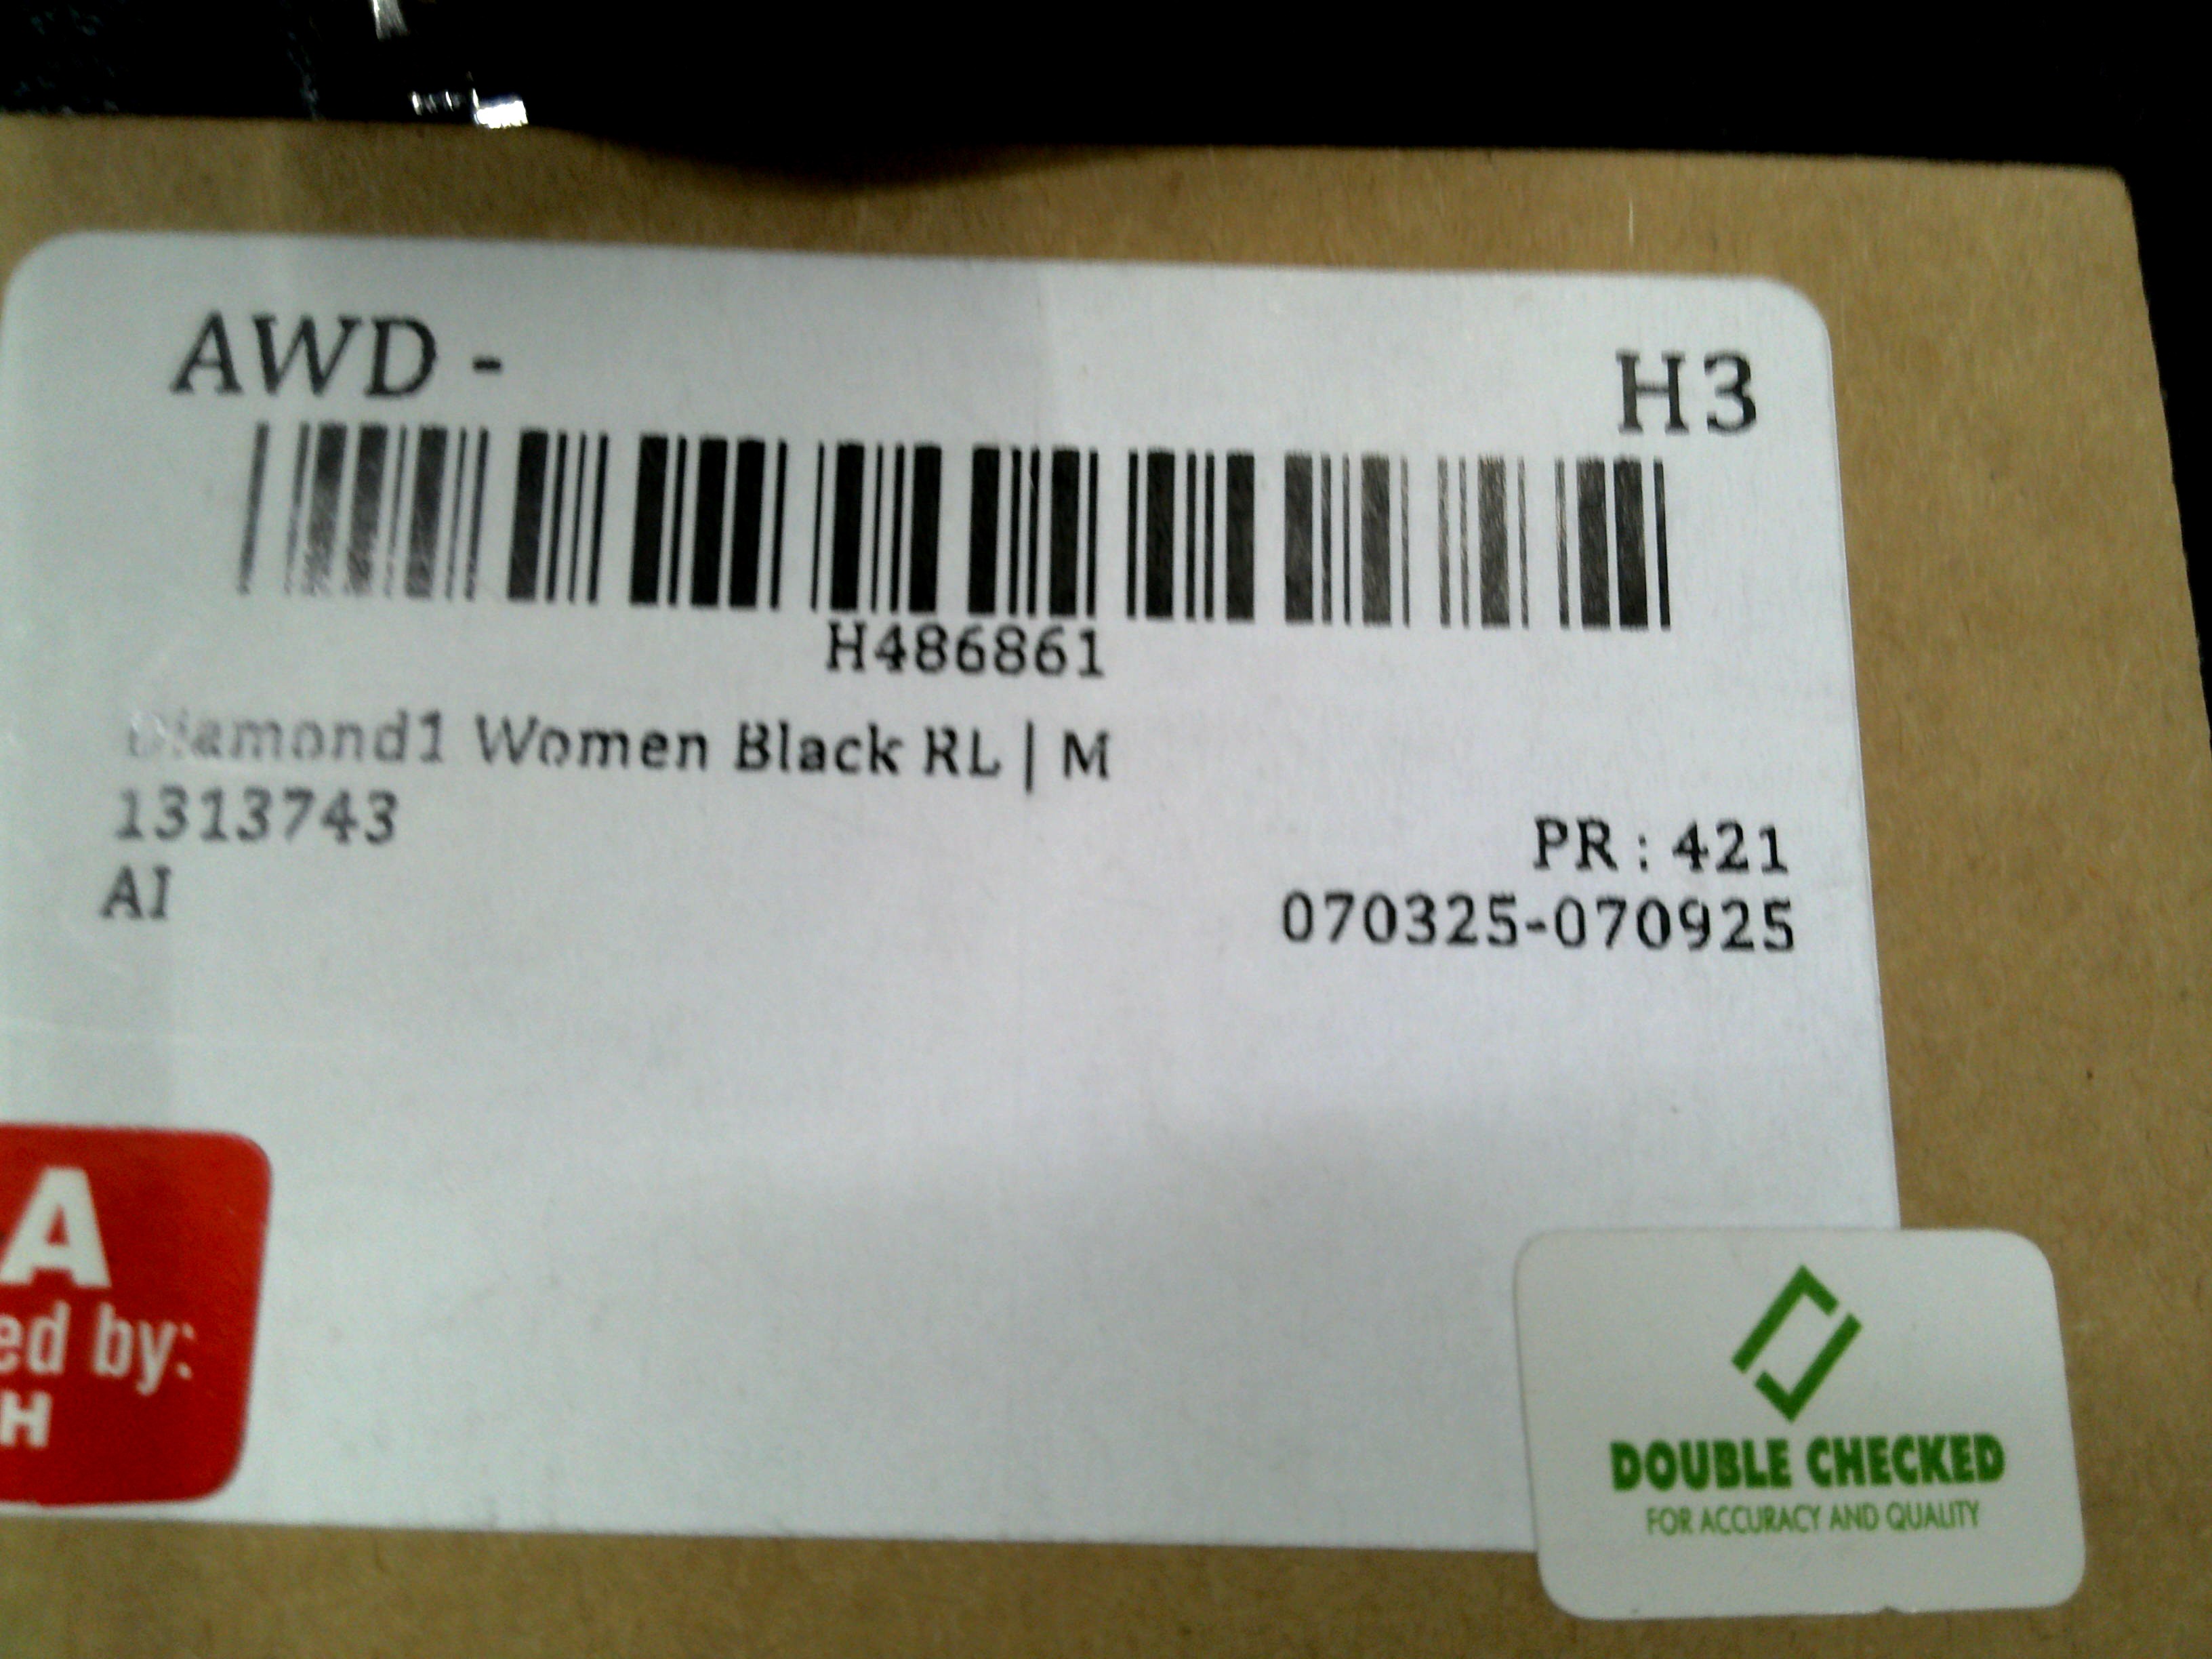 AWD - H3
H486861
Diamond1 Women Black RL | M
1313743
PR : 421
AI
070325-070925
A
ed by:
H
DOUBLE CHECKED
FOR ACCURACY AND QUALITY